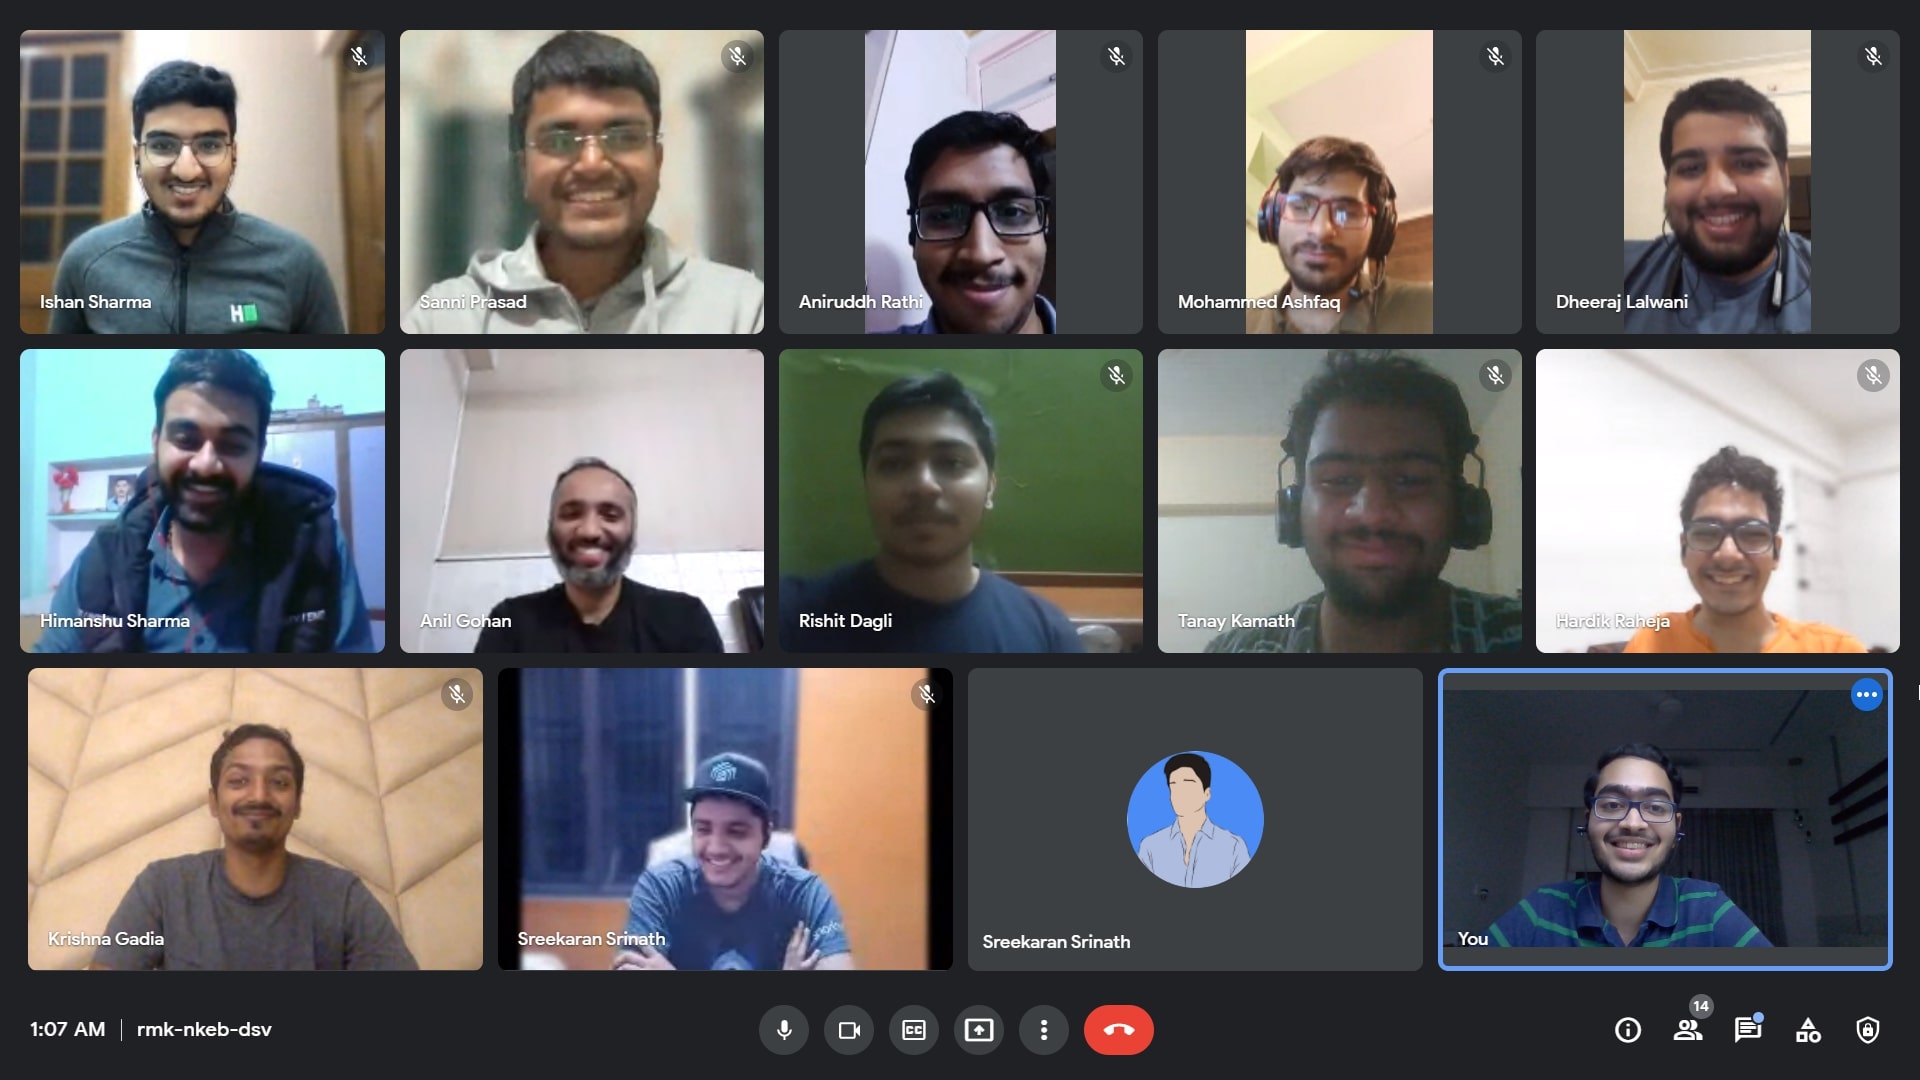 Ishan Sharma
Sanni Prasad
Aniruddh Rathi
Mohammed Ashfaq
Dheeraj Lalwani
Himanshu Sharma
Anil Gohan
Rishit Dagli
Tanay Kamath
Hardik Raheja
Krishna Gadia
Sreekaran Srinath
Sreekaran Srinath
You
1:07 AM | rmk-nkeb-dsv
CC
14